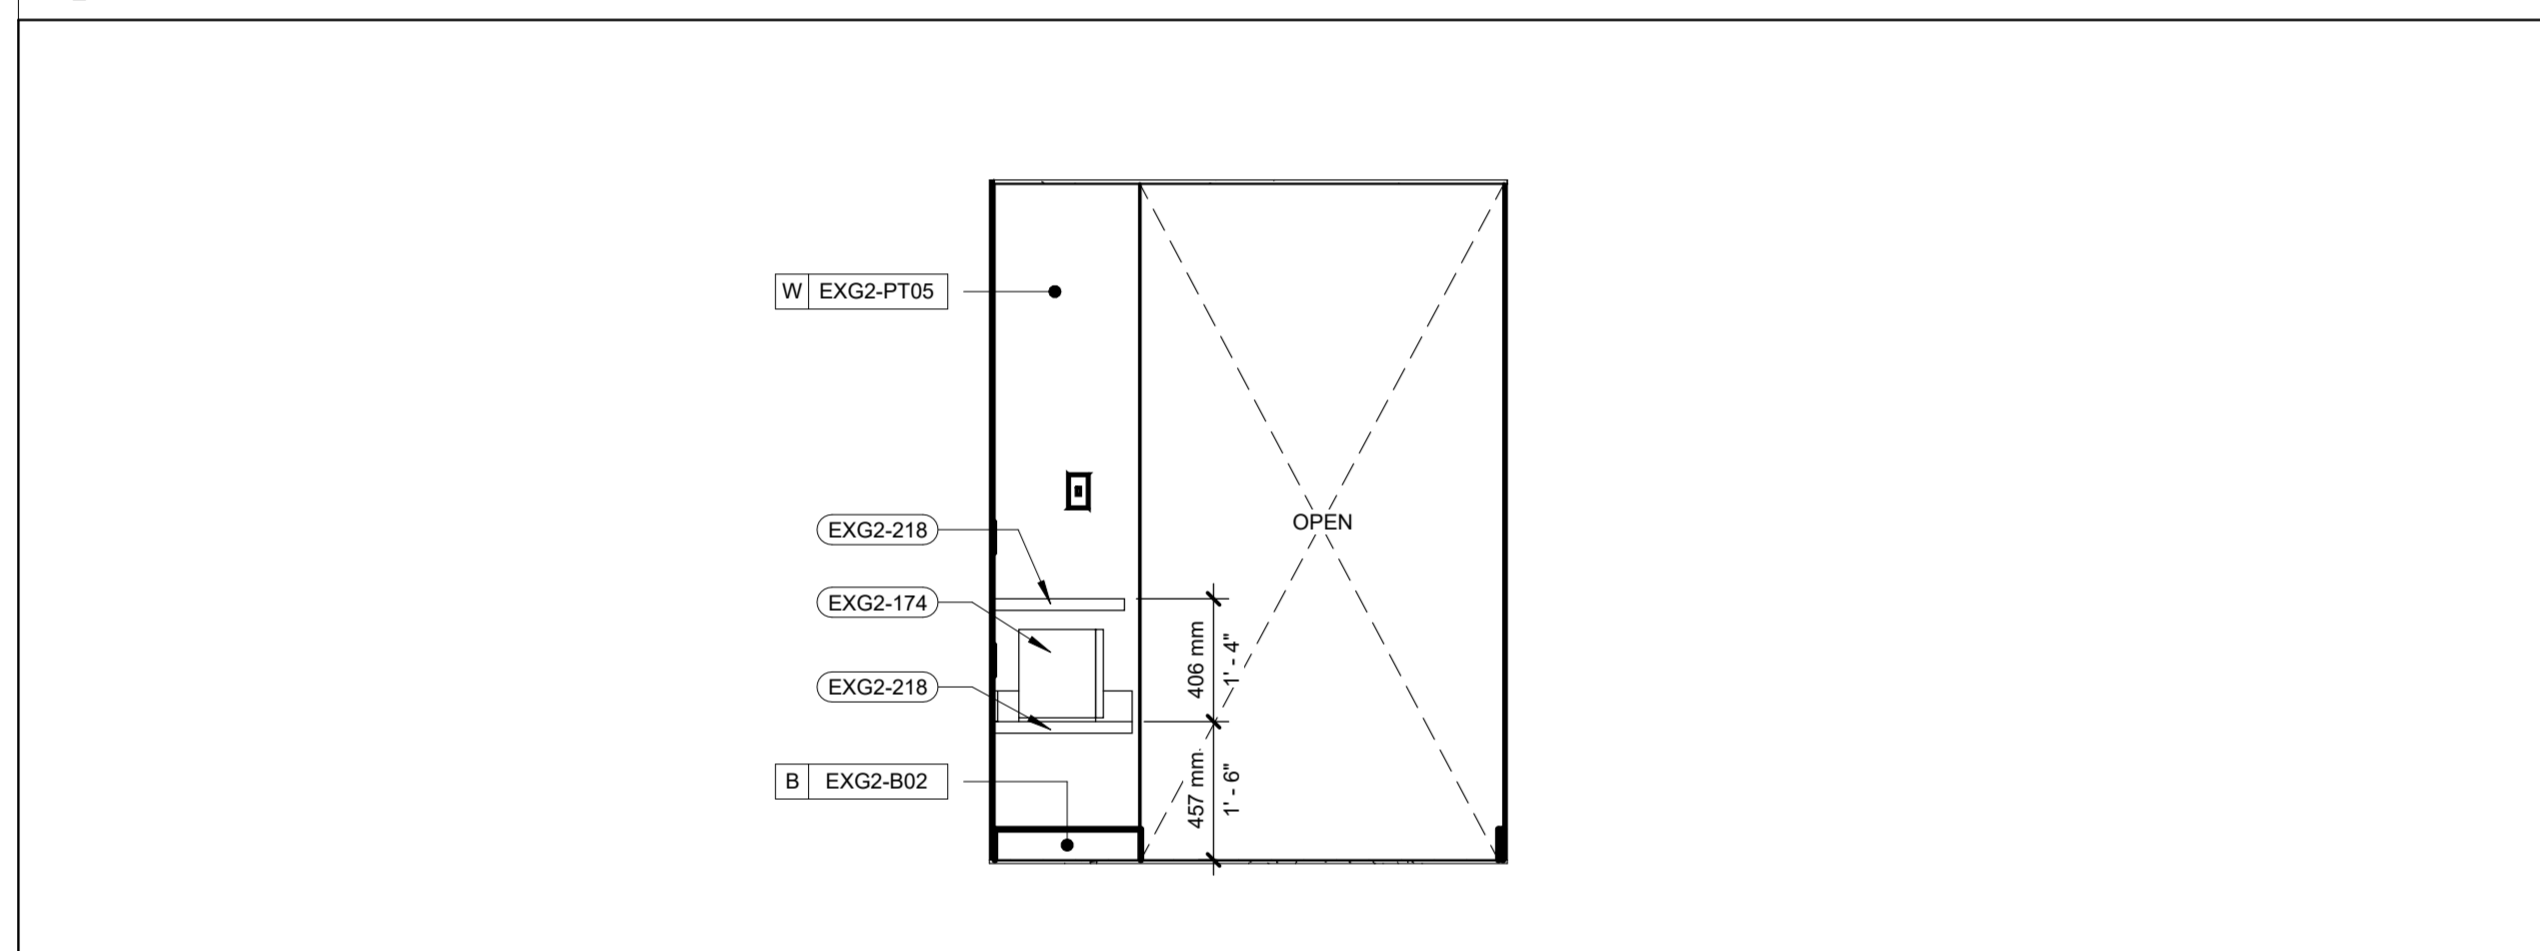 W EXG2-PT05
EXG2-218
OPEN
EXG2-174
406 mm
1' - 4"
EXG2-218
457 mm
1' - 6"
B EXG2-B02